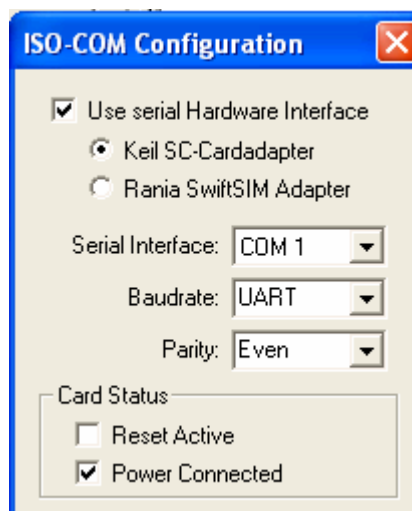 ISO-COM Configuration
Use serial Hardware Interface
Keil SC-Cardadapter
Rania SwiftSIM Adapter
Serial Interface: COM 1
Baudrate: UART
Parity: Even
Card Status
Reset Active
Power Connected